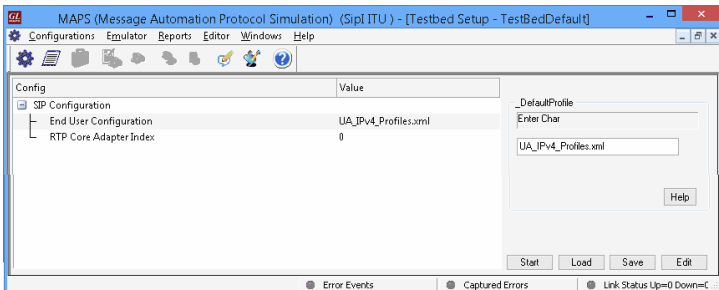 GL MAPS (Message Automation Protocol Simulation) (SipI ITU ) - [Testbed Setup - TestBedDefault]
Configurations Emulator Reports Editor Windows Help
Config Value
SIP Configuration
End User Configuration UA_IPv4_Profiles.xml
RTP Core Adapter Index 0
_DefaultProfile
Enter Char
UA_IPv4_Profiles.xml
Help
Start Load Save Edit
Error Events Captured Errors Link Status Up=0 Down=